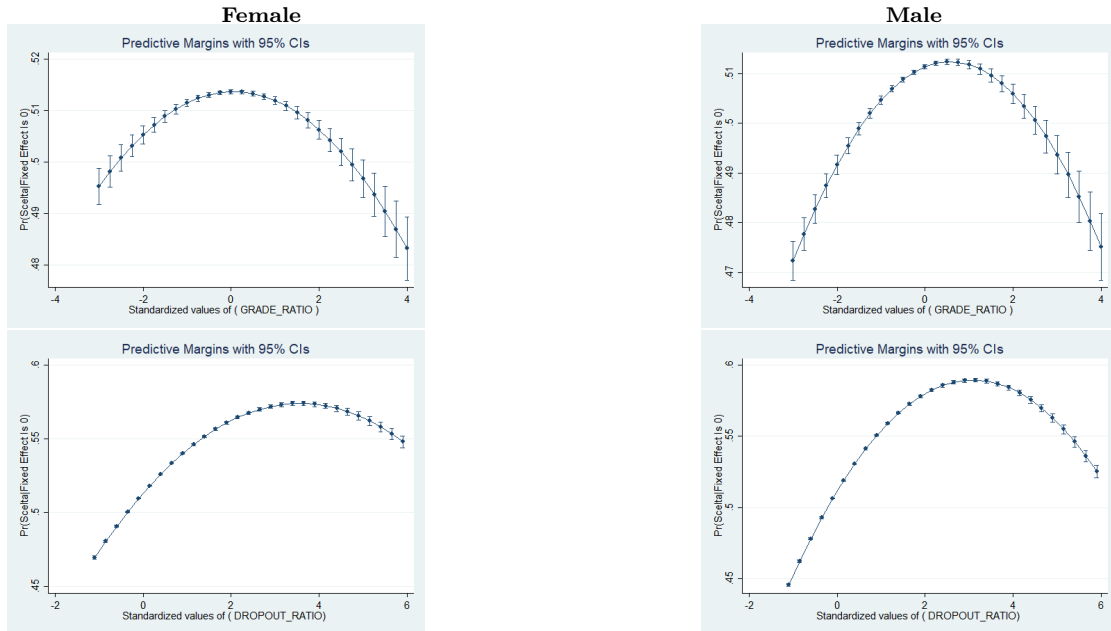 Female
Male
Predictive Margins with 95% CIs
Pr(Scelta|Fixed Effect Is 0)
.52
.51
.5
.49
.48
-4
-2
0
2
4
Standardized values of ( GRADE_RATIO )
Predictive Margins with 95% CIs
Pr(Scelta|Fixed Effect Is 0)
.51
.5
.49
.48
.47
-4
-2
0
2
4
Standardized values of ( GRADE_RATIO )
Predictive Margins with 95% CIs
Pr(Scelta|Fixed Effect Is 0)
.6
.55
.5
.45
-2
0
2
4
6
Standardized values of ( DROPOUT_RATIO)
Predictive Margins with 95% CIs
Pr(Scelta|Fixed Effect Is 0)
.6
.55
.5
.45
-2
0
2
4
6
Standardized values of ( DROPOUT_RATIO)